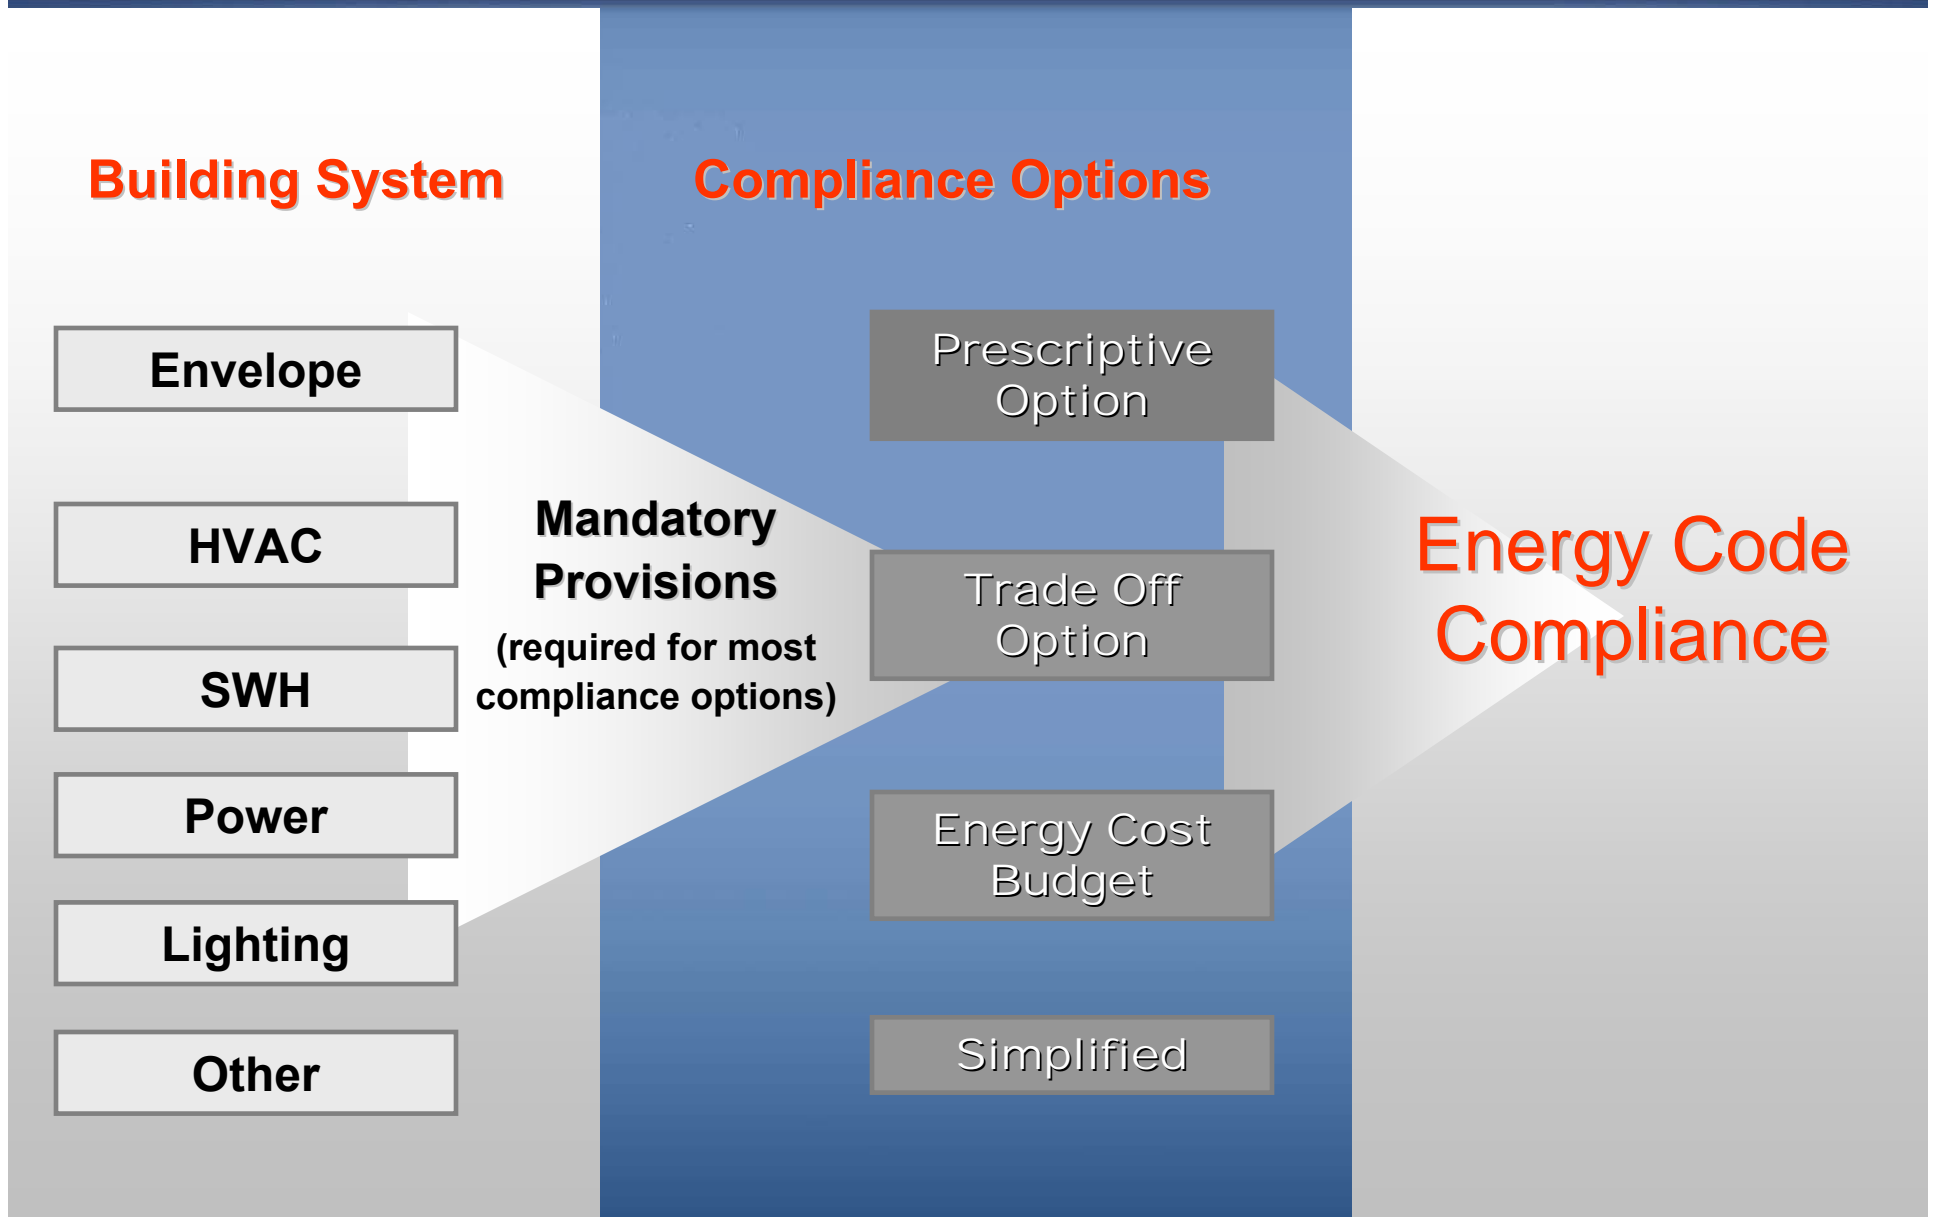 Building System
Compliance Options
Envelope
HVAC
SWH
Power
Lighting
Other
Mandatory
Provisions
(required for most
compliance options)
Prescriptive
Option
Trade Off
Option
Energy Cost
Budget
Simplified
Energy Code
Compliance